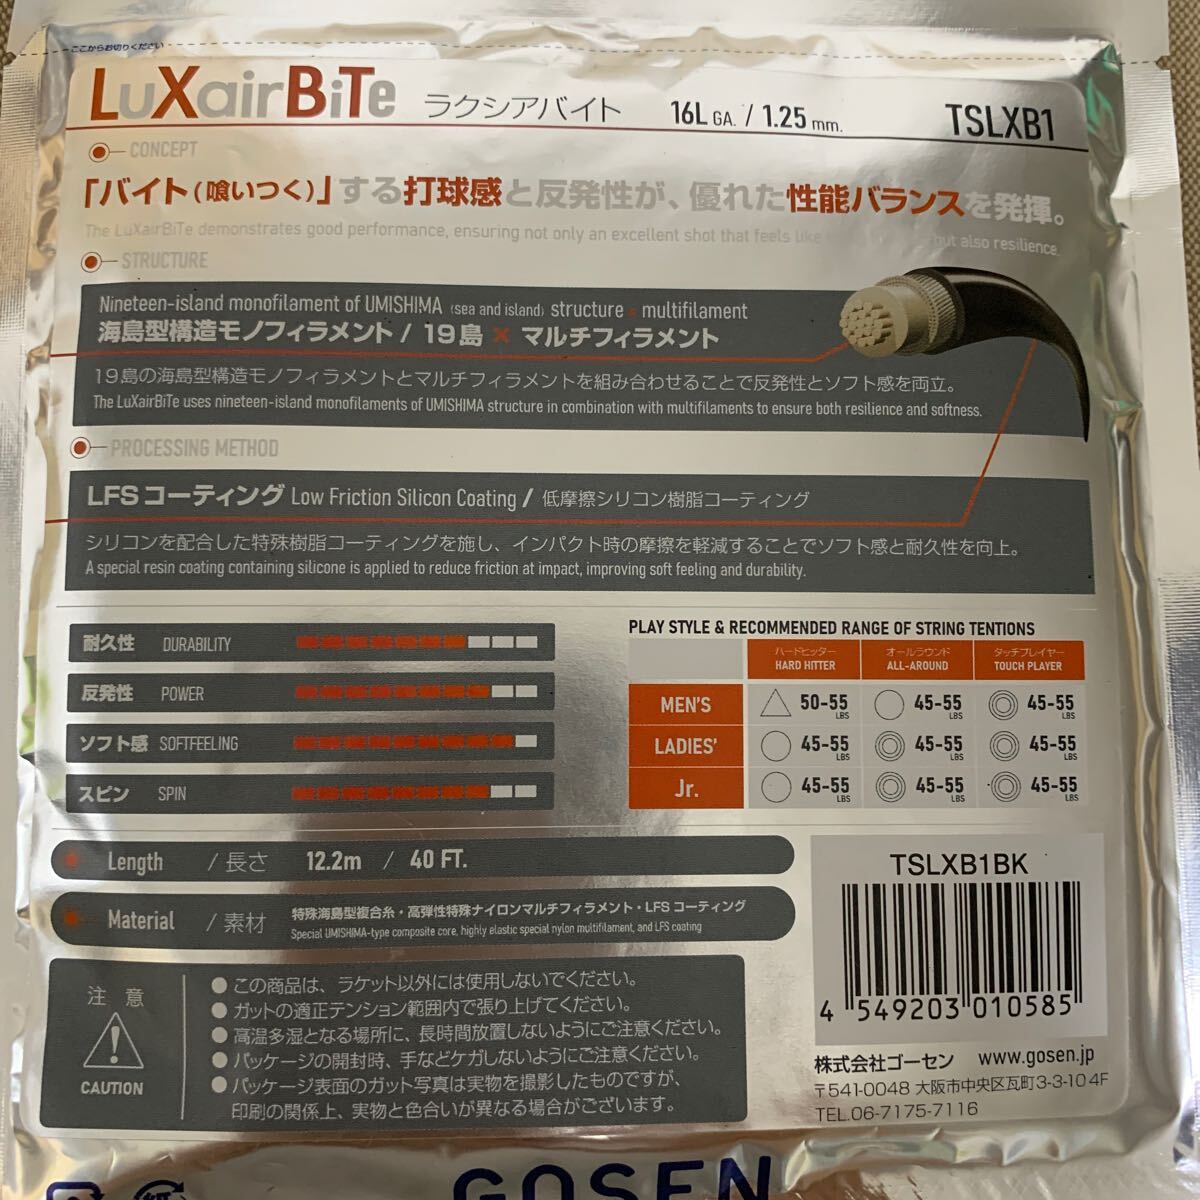 ここからお切りください
LuXairBiTe ラクシアバイト 16L GA. / 1.25 mm. TSLXB1
CONCEPT
「バイト(喰いつく)」する打球感と反発性が、優れた性能バランスを発揮。
The LuXairBiTe demonstrates good performance, ensuring not only an excellent shot that feels like but also resilience.
STRUCTURE
Nineteen-island monofilament of UMISHIMA (sea and island) structure × multifilament
海島型構造モノフィラメント / 19島 × マルチフィラメント
19島の海島型構造モノフィラメントとマルチフィラメントを組み合わせることで反発性とソフト感を両立。
The LuXairBiTe uses nineteen-island monofilaments of UMISHIMA structure in combination with multifilaments to ensure both resilience and softness.
PROCESSING METHOD
LFSコーティング Low Friction Silicon Coating / 低摩擦シリコン樹脂コーティング
シリコンを配合した特殊樹脂コーティングを施し、インパクト時の摩擦を軽減することでソフト感と耐久性を向上。
A special resin coating containing silicone is applied to reduce friction at impact, improving soft feeling and durability.
耐久性 DURABILITY
反発性 POWER
ソフト感 SOFTFEELING
スピン SPIN
PLAY STYLE & RECOMMENDED RANGE OF STRING TENTIONS
ハードヒッター オールラウンド タッチプレイヤー
HARD HITTER ALL-AROUND TOUCH PLAYER
MEN'S △ 50-55 LBS ○ 45-55 LBS ◎ 45-55 LBS
LADIES' ○ 45-55 LBS ◎ 45-55 LBS ◎ 45-55 LBS
Jr. ○ 45-55 LBS ◎ 45-55 LBS ◎ 45-55 LBS
Length / 長さ 12.2m / 40 FT.
Material / 素材 特殊海島型複合糸・高弾性特殊ナイロンマルチフィラメント・LFSコーティング
Special UMISHIMA-type composite core, highly elastic special nylon multifilament, and LFS coating
注 意
CAUTION
●この商品は、ラケット以外には使用しないでください。
●ガットの適正テンション範囲内で張り上げてください。
●高温多湿となる場所に、長時間放置しないようにご注意ください。
●パッケージの開封時、手などケガしないようにご注意ください。
●パッケージ表面のガット写真は実物を撮影したものですが、
印刷の関係上、実物と色合いが異なる場合がございます。
TSLXB1BK
4 549203 010585
株式会社ゴーセン www.gosen.jp
〒541-0048 大阪市中央区瓦町3-3-10 4F
TEL.06-7175-7116
GOSEN